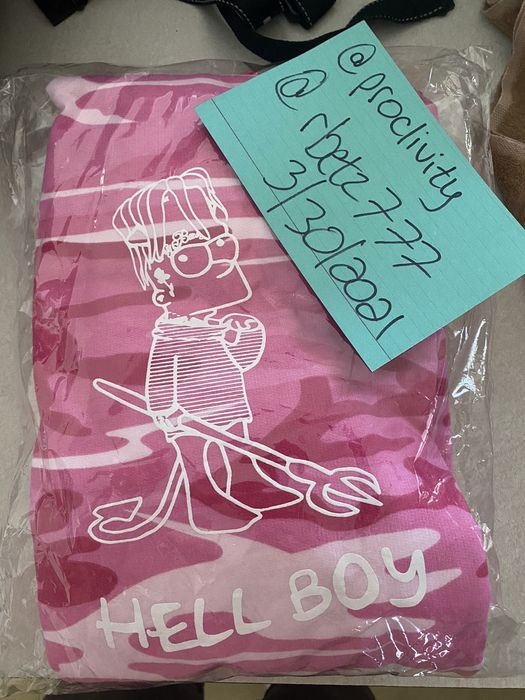 @proclivity
@rbetz777
3/30/2021
HELL BOY